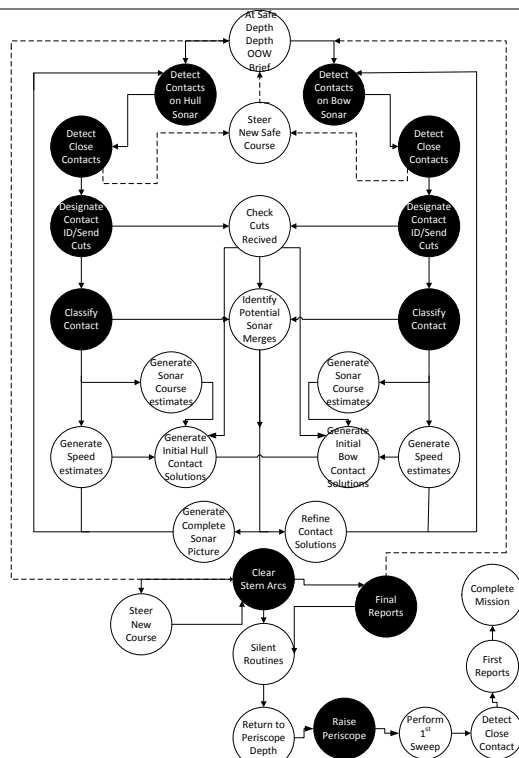 At Safe
Depth
Depth
OOW
Brief
Detect
Contacts
on Hull
Sonar
Detect
Contacts
on Bow
Sonar
Steer
New Safe
Course
Detect
Close
Contacts
Detect
Close
Contacts
Designate
Contact
ID/Send
Cuts
Check
Cuts
Recived
Designate
Contact
ID/Send
Cuts
Classify
Contact
Identify
Potential
Sonar
Merges
Classify
Contact
Generate
Sonar
Course
estimates
Generate
Sonar Course
estimates
Generate
Speed
estimates
Generate
Initial Hull
Contact
Solutions
Generate
Initial
Bow
Contact
Solutions
Generate
Speed
estimates
Generate
Complete
Sonar
Picture
Refine
Contact
Solutions
Clear
Stern Arcs
Final
Reports
Complete
Mission
Steer
New
Course
Silent
Routines
First
Reports
Return to
Periscope
Depth
Raise
Periscope
Perform
1st
Sweep
Detect
Close
Contact